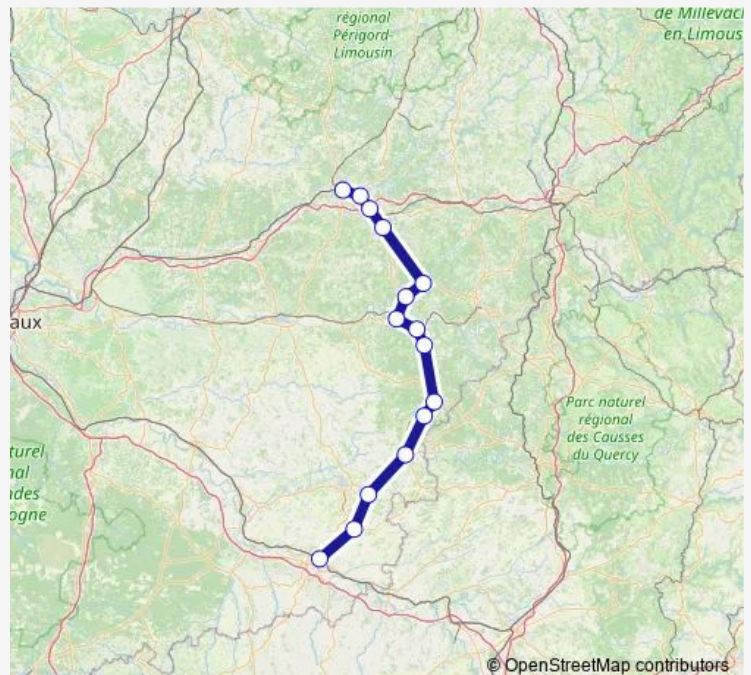 régional
Périgord-
Limousin
de Millevac
en Limous
aux
Parc naturel
régional
des Causses
du Quercy
turel
nal
ndes
ogne
© OpenStreetMap contributors